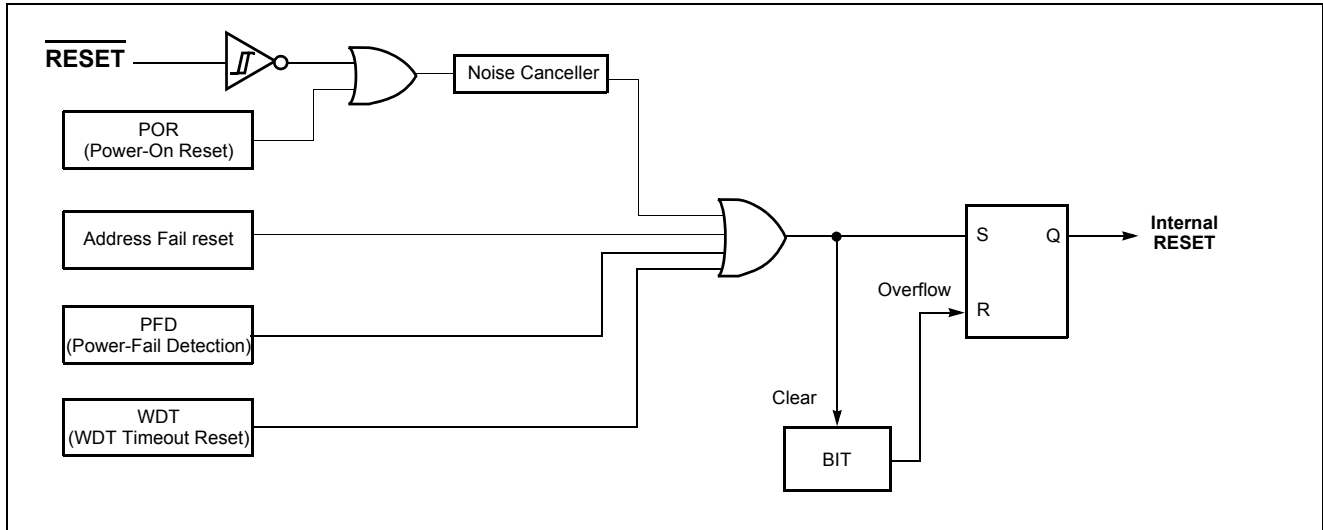 RESET
Noise Canceller
POR
(Power-On Reset)
Address Fail reset
S
Q
Internal
RESET
Overflow
R
PFD
(Power-Fail Detection)
Clear
WDT
(WDT Timeout Reset)
BIT